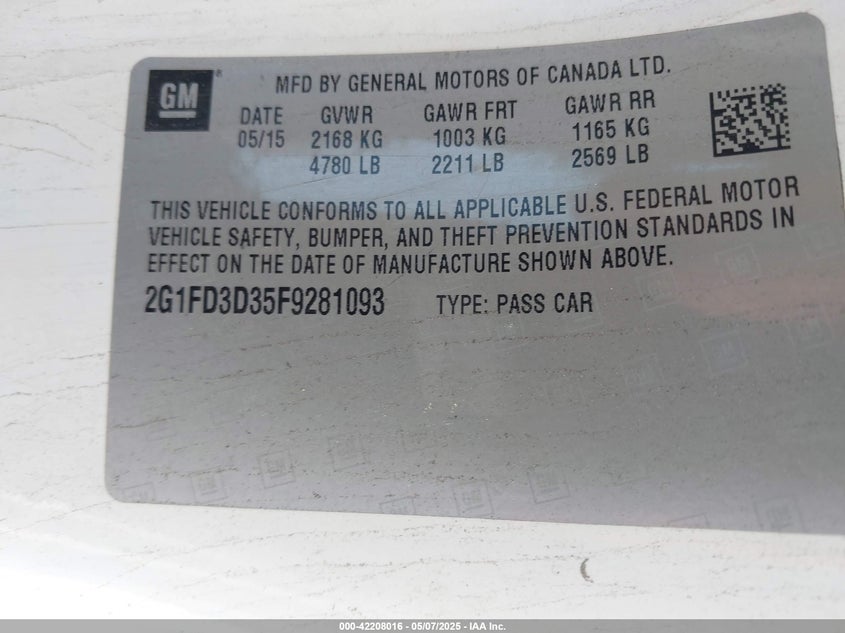 GM
MFD BY GENERAL MOTORS OF CANADA LTD.
DATE GVWR GAWR FRT GAWR RR
05/15 2168 KG 1003 KG 1165 KG
4780 LB 2211 LB 2569 LB
THIS VEHICLE CONFORMS TO ALL APPLICABLE U.S. FEDERAL MOTOR
VEHICLE SAFETY, BUMPER, AND THEFT PREVENTION STANDARDS IN
EFFECT ON THE DATE OF MANUFACTURE SHOWN ABOVE.
2G1FD3D35F9281093 TYPE: PASS CAR
000-42208016 - 05/07/2025 - IAA Inc.